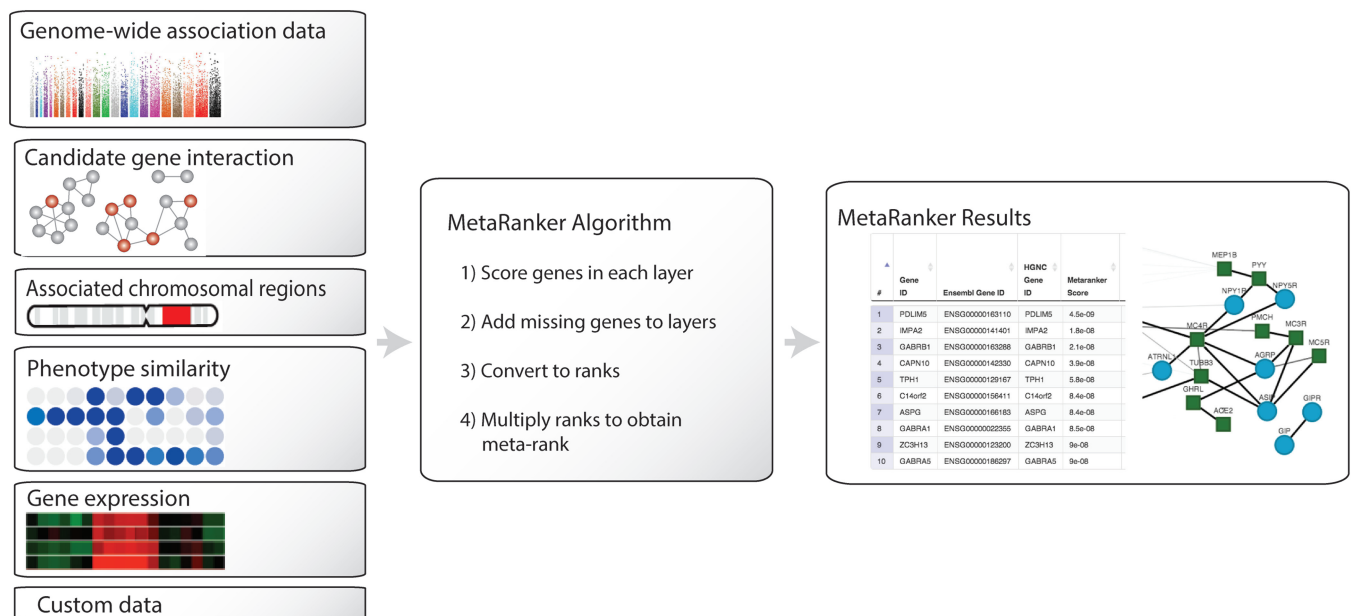 Genome-wide association data
Candidate gene interaction
Associated chromosomal regions
Phenotype similarity
Gene expression
Custom data
MetaRanker Algorithm
1) Score genes in each layer
2) Add missing genes to layers
3) Convert to ranks
4) Multiply ranks to obtain
meta-rank
MetaRanker Results
# Gene ID Ensembl Gene ID HGNC Gene ID Metaranker Score
1 PDLIM5 ENSG00000163110 PDLIM5 4.5e-09
2 IMPA2 ENSG00000141401 IMPA2 1.8e-08
3 GABRB1 ENSG00000163288 GABRB1 2.1e-08
4 CAPN10 ENSG00000142330 CAPN10 3.9e-08
5 TPH1 ENSG00000129167 TPH1 5.8e-08
6 C14orf2 ENSG00000156411 C14orf2 8.4e-08
7 ASPG ENSG00000166183 ASPG 8.4e-08
8 GABRA1 ENSG00000022355 GABRA1 8.5e-08
9 ZC3H13 ENSG00000123200 ZC3H13 9e-08
10 GABRA5 ENSG00000186297 GABRA5 9e-08
MEP1B
PYY
NPY1R
NPY5R
PMCH
MC4R
MC3R
MC5R
ATRNL1
TUBB3
AGRP
GHRL
ACE2
ASIP
GIPR
GIP